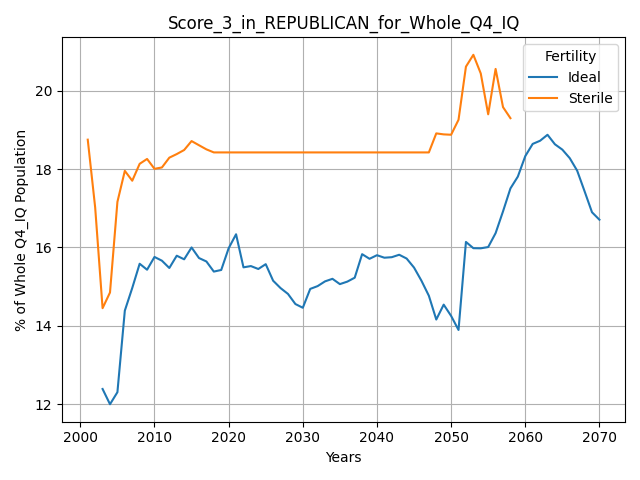 Score_3_in_REPUBLICAN_for_Whole_Q4_IQ
Fertility
Ideal
Sterile
% of Whole Q4_IQ Population
20
18
16
14
12
2000 2010 2020 2030 2040 2050 2060 2070
Years